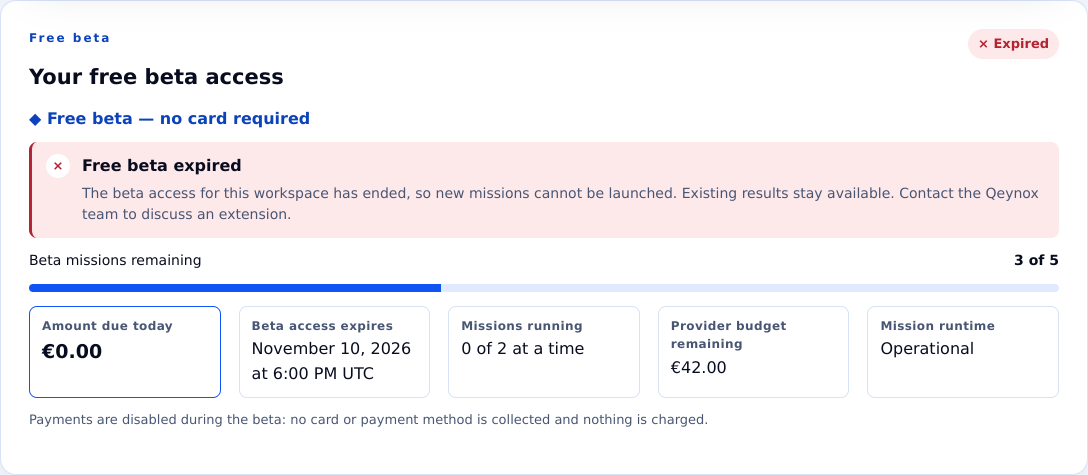 Free beta
× Expired
Your free beta access
◆ Free beta — no card required
× Free beta expired
The beta access for this workspace has ended, so new missions cannot be launched. Existing results stay available. Contact the Qeynox
team to discuss an extension.
Beta missions remaining
3 of 5
Amount due today
€0.00
Beta access expires
November 10, 2026
at 6:00 PM UTC
Missions running
0 of 2 at a time
Provider budget
remaining
€42.00
Mission runtime
Operational
Payments are disabled during the beta: no card or payment method is collected and nothing is charged.